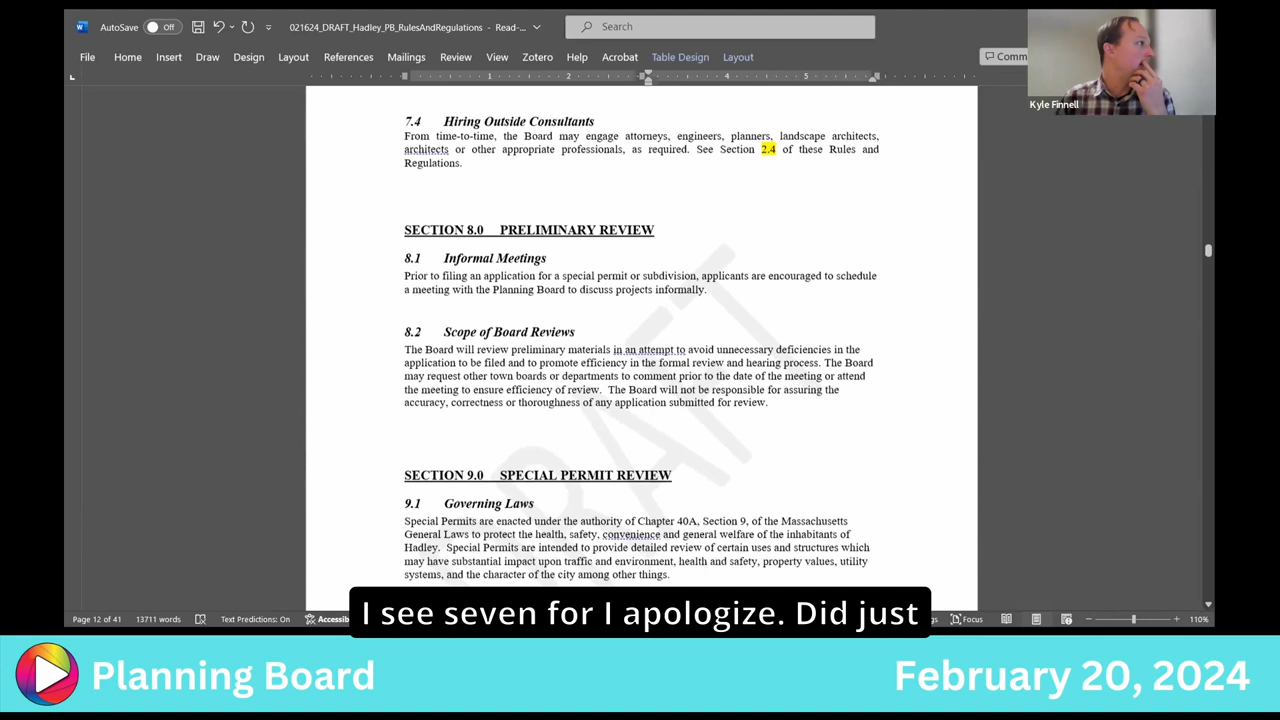 AutoSave Off 021624_DRAFT_Hadley_PB_RulesAndRegulations - Read-... Search
File Home Insert Draw Design Layout References Mailings Review View Zotero Help Acrobat Table Design Layout Comm
Kyle Finnell
1 2 4 5
7.4 Hiring Outside Consultants
From time-to-time, the Board may engage attorneys, engineers, planners, landscape architects,
architects or other appropriate professionals, as required. See Section 2.4 of these Rules and
Regulations.
SECTION 8.0 PRELIMINARY REVIEW
8.1 Informal Meetings
Prior to filing an application for a special permit or subdivision, applicants are encouraged to schedule
a meeting with the Planning Board to discuss projects informally.
8.2 Scope of Board Reviews
The Board will review preliminary materials in an attempt to avoid unnecessary deficiencies in the
application to be filed and to promote efficiency in the formal review and hearing process. The Board
may request other town boards or departments to comment prior to the date of the meeting or attend
the meeting to ensure efficiency of review. The Board will not be responsible for assuring the
accuracy, correctness or thoroughness of any application submitted for review.
DRAFT
SECTION 9.0 SPECIAL PERMIT REVIEW
9.1 Governing Laws
Special Permits are enacted under the authority of Chapter 40A, Section 9, of the Massachusetts
General Laws to protect the health, safety, convenience and general welfare of the inhabitants of
Hadley. Special Permits are intended to provide detailed review of certain uses and structures which
may have substantial impact upon traffic and environment, health and safety, property values, utility
systems, and the character of the city among other things.
I see seven for I apologize. Did just
Page 12 of 41 13711 words Text Predictions: On Focus 110%
Planning Board February 20, 2024